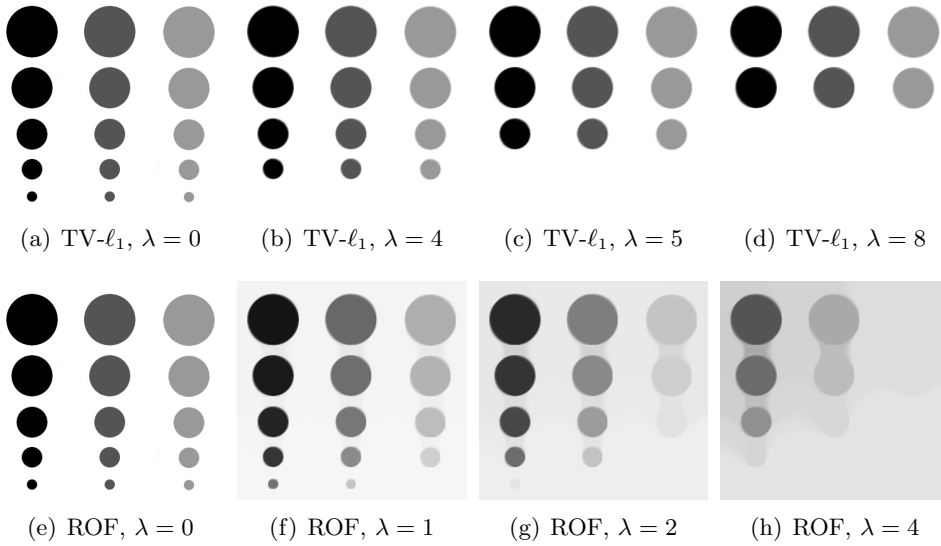 (a) TV-ℓ₁, λ = 0
(b) TV-ℓ₁, λ = 4
(c) TV-ℓ₁, λ = 5
(d) TV-ℓ₁, λ = 8
(e) ROF, λ = 0
(f) ROF, λ = 1
(g) ROF, λ = 2
(h) ROF, λ = 4